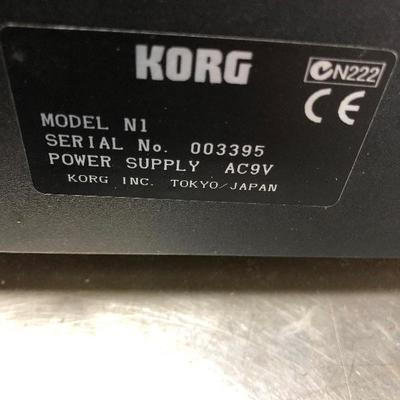 KORG
N222
CE
MODEL N1
SERIAL No. 003395
POWER SUPPLY AC9V
KORG INC. TOKYO/JAPAN